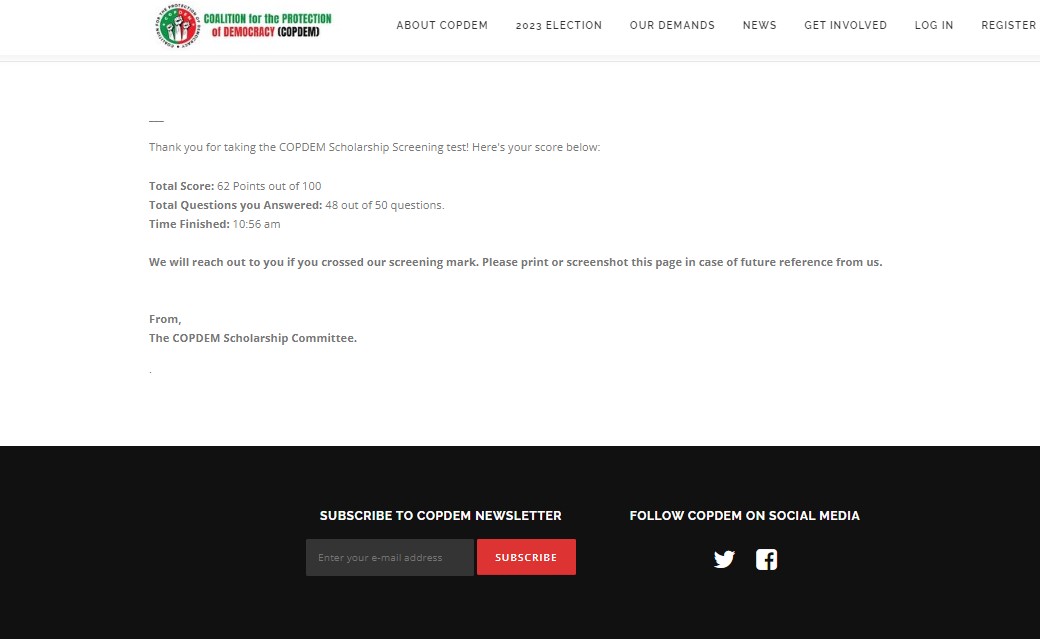 COALITION for the PROTECTION
of DEMOCRACY (COPDEM)
ABOUT COPDEM 2023 ELECTION OUR DEMANDS NEWS GET INVOLVED LOG IN REGISTER
Thank you for taking the COPDEM Scholarship Screening test! Here's your score below:
Total Score: 62 Points out of 100
Total Questions you Answered: 48 out of 50 questions.
Time Finished: 10:56 am
We will reach out to you if you crossed our screening mark. Please print or screenshot this page in case of future reference from us.
From,
The COPDEM Scholarship Committee.
.
SUBSCRIBE TO COPDEM NEWSLETTER
Enter your e-mail address SUBSCRIBE
FOLLOW COPDEM ON SOCIAL MEDIA